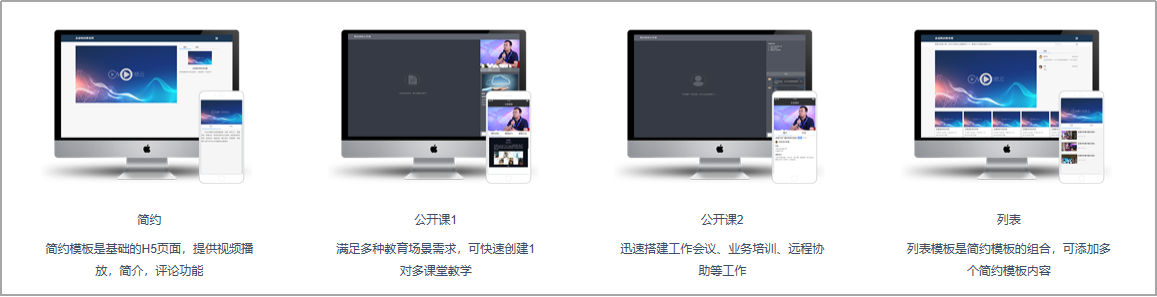 简约
简约模板是基础的H5页面，提供视频播
放，简介，评论功能
公开课1
满足多种教育场景需求，可快速创建1
对多课堂教学
公开课2
迅速搭建工作会议、业务培训、远程协
助等工作
列表
列表模板是简约模板的组合，可添加多
个简约模板内容